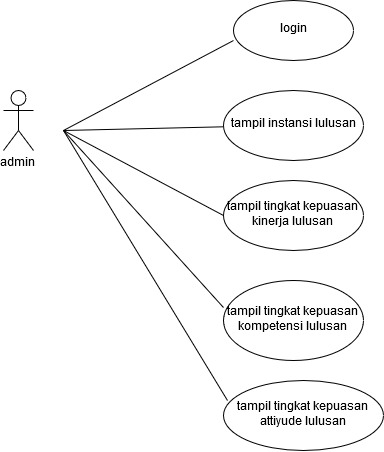 login
tampil instansi lulusan
admin
tampil tingkat kepuasan
kinerja lulusan
tampil tingkat kepuasan
kompetensi lulusan
tampil tingkat kepuasan
attiyude lulusan